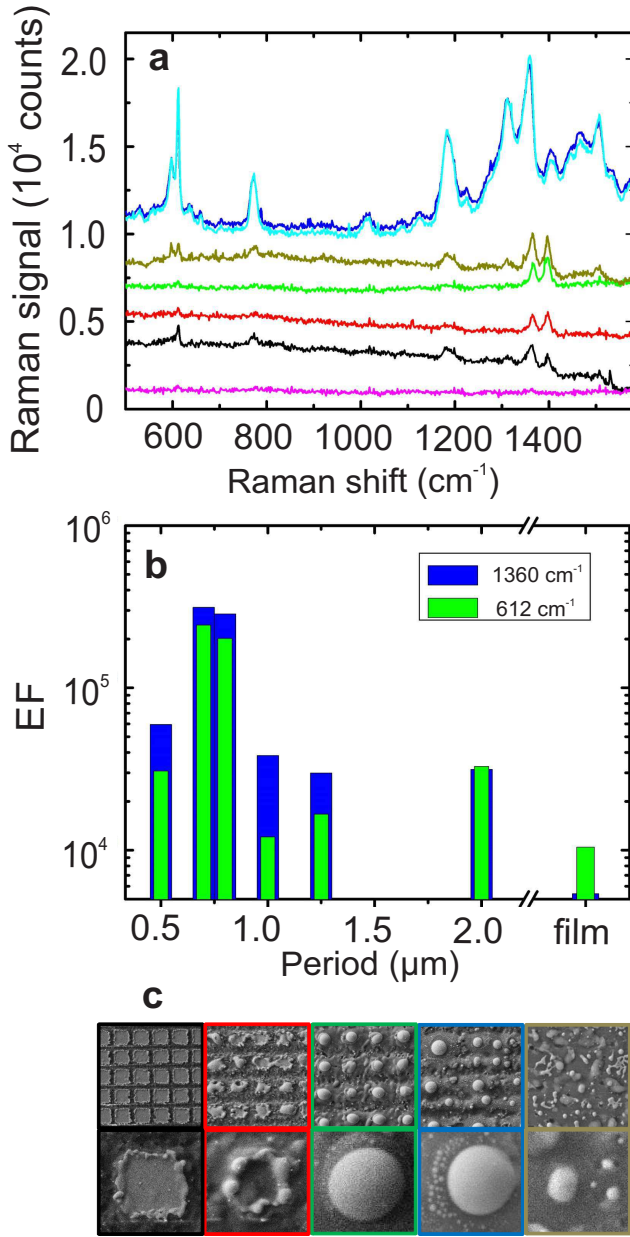 a
2.0
1.5
1.0
0.5
0
Raman signal (10⁴ counts)
600 800 1000 1200 1400
Raman shift (cm⁻¹)
b
10⁶
10⁵
10⁴
EF
1360 cm⁻¹
612 cm⁻¹
0.5 1.0 1.5 2.0 film
Period (μm)
c